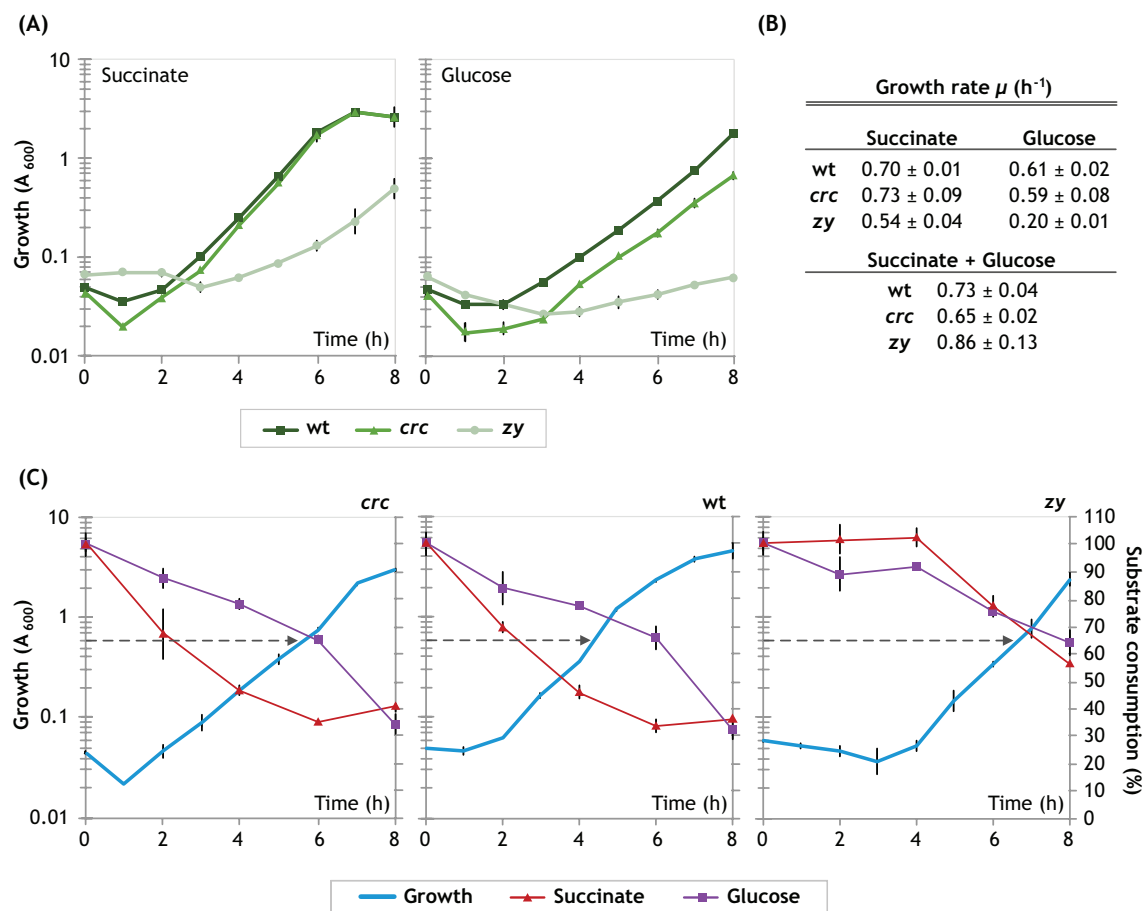 (A)
Succinate
Glucose
Growth (A 600)
10
1
0.1
0.01
Time (h)
Time (h)
0 2 4 6 8
0 2 4 6 8
wt crc zy
(B)
Growth rate µ (h-1)
Succinate Glucose
wt 0.70 ± 0.01 0.61 ± 0.02
crc 0.73 ± 0.09 0.59 ± 0.08
zy 0.54 ± 0.04 0.20 ± 0.01
Succinate + Glucose
wt 0.73 ± 0.04
crc 0.65 ± 0.02
zy 0.86 ± 0.13
(C)
crc
wt
zy
Growth (A 600)
10
1
0.1
0.01
Time (h)
Time (h)
Time (h)
0 2 4 6 8
0 2 4 6 8
0 2 4 6 8
110
100
90
80
70
60
50
40
30
20
10
0
Substrate consumption (%)
Growth Succinate Glucose